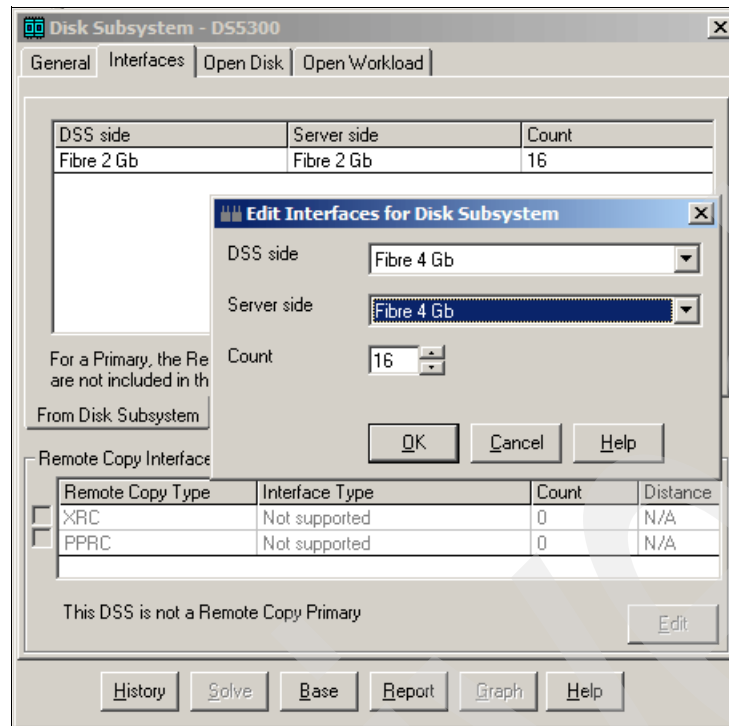 Disk Subsystem - DS5300
General Interfaces Open Disk Open Workload
DSS side Server side Count
Fibre 2 Gb Fibre 2 Gb 16
Edit Interfaces for Disk Subsystem
DSS side Fibre 4 Gb
Server side Fibre 4 Gb
Count 16
For a Primary, the Re
are not included in th
OK Cancel Help
From Disk Subsystem
Remote Copy Interface
Remote Copy Type Interface Type Count Distance
XRC Not supported 0 N/A
PPRC Not supported 0 N/A
This DSS is not a Remote Copy Primary
Edit
History Solve Base Report Graph Help